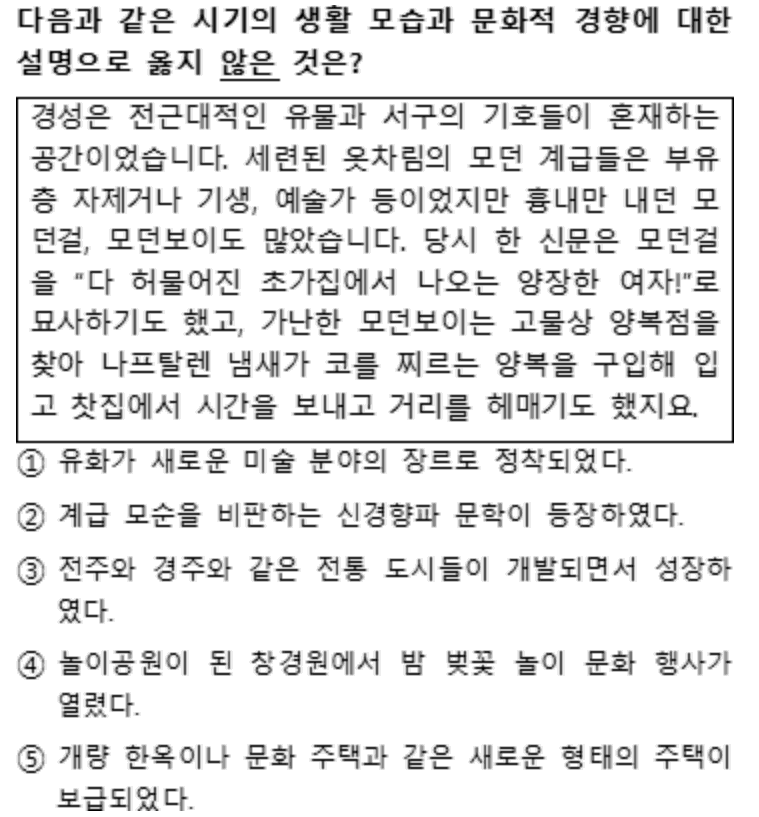 다음과 같은 시기의 생활 모습과 문화적 경향에 대한
설명으로 옳지 않은 것은?
경성은 전근대적인 유물과 서구의 기호들이 혼재하는
공간이었습니다. 세련된 옷차림의 모던 계급들은 부유
층 자제거나 기생, 예술가 등이었지만 흉내만 내던 모
던걸, 모던보이도 많았습니다. 당시 한 신문은 모던걸
을 “다 허물어진 초가집에서 나오는 양장한 여자!”로
묘사하기도 했고, 가난한 모던보이는 고물상 양복점을
찾아 나프탈렌 냄새가 코를 찌르는 양복을 구입해 입
고 찻집에서 시간을 보내고 거리를 헤매기도 했지요.
① 유화가 새로운 미술 분야의 장르로 정착되었다.
② 계급 모순을 비판하는 신경향파 문학이 등장하였다.
③ 전주와 경주와 같은 전통 도시들이 개발되면서 성장하
였다.
④ 놀이공원이 된 창경원에서 밤 벚꽃 놀이 문화 행사가
열렸다.
⑤ 개량 한옥이나 문화 주택과 같은 새로운 형태의 주택이
보급되었다.